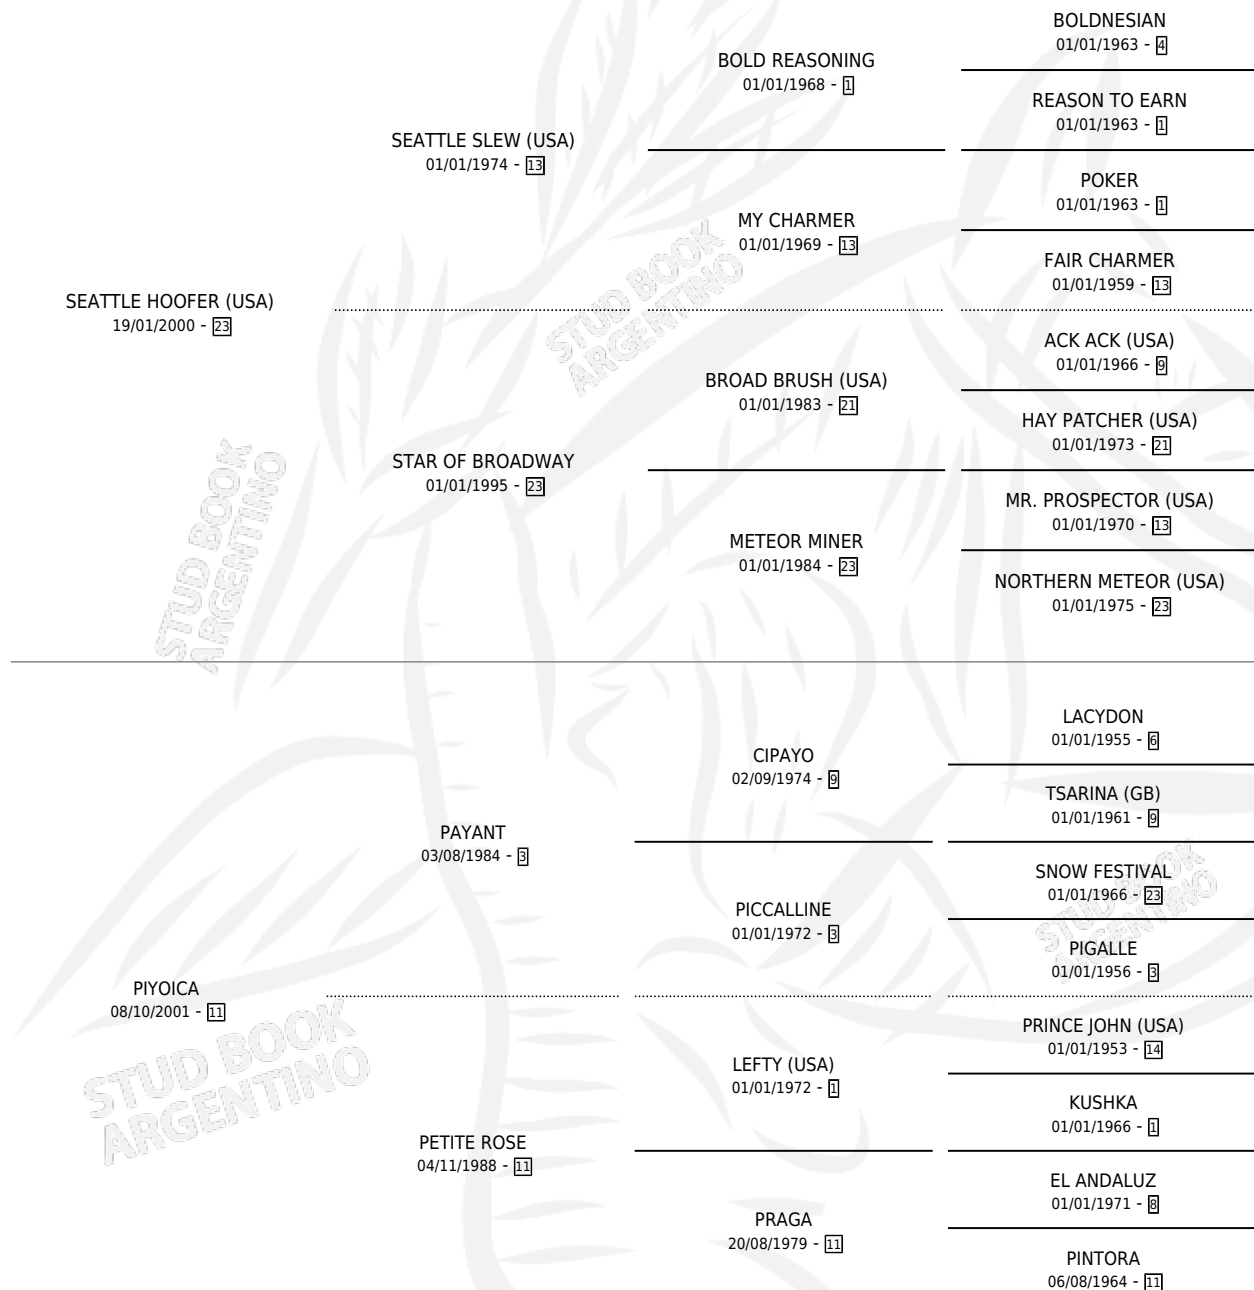 BOLDNESIAN
01/01/1963 - 4
BOLD REASONING
01/01/1968 - 1
REASON TO EARN
01/01/1963 - 1
SEATTLE SLEW (USA)
01/01/1974 - 13
POKER
01/01/1963 - 1
MY CHARMER
01/01/1969 - 13
FAIR CHARMER
01/01/1959 - 13
SEATTLE HOOFER (USA)
19/01/2000 - 23
STUD BOOK
ARGENTINO
ACK ACK (USA)
01/01/1966 - 9
BROAD BRUSH (USA)
01/01/1983 - 21
HAY PATCHER (USA)
01/01/1973 - 21
STAR OF BROADWAY
01/01/1995 - 23
MR. PROSPECTOR (USA)
01/01/1970 - 13
METEOR MINER
01/01/1984 - 23
NORTHERN METEOR (USA)
01/01/1975 - 23
STUD BOOK
ARGENTINO
LACYDON
01/01/1955 - 6
CIPAYO
02/09/1974 - 9
TSARINA (GB)
01/01/1961 - 9
PAYANT
03/08/1984 - 3
SNOW FESTIVAL
01/01/1966 - 23
PICCALLINE
01/01/1972 - 3
PIGALLE
01/01/1956 - 3
STUD BOOK
ARGENTINO
PIYOICA
08/10/2001 - 11
PRINCE JOHN (USA)
01/01/1953 - 14
LEFTY (USA)
01/01/1972 - 1
KUSHKA
01/01/1966 - 1
STUD BOOK
ARGENTINO
PETITE ROSE
04/11/1988 - 11
EL ANDALUZ
01/01/1971 - 8
PRAGA
20/08/1979 - 11
PINTORA
06/08/1964 - 11